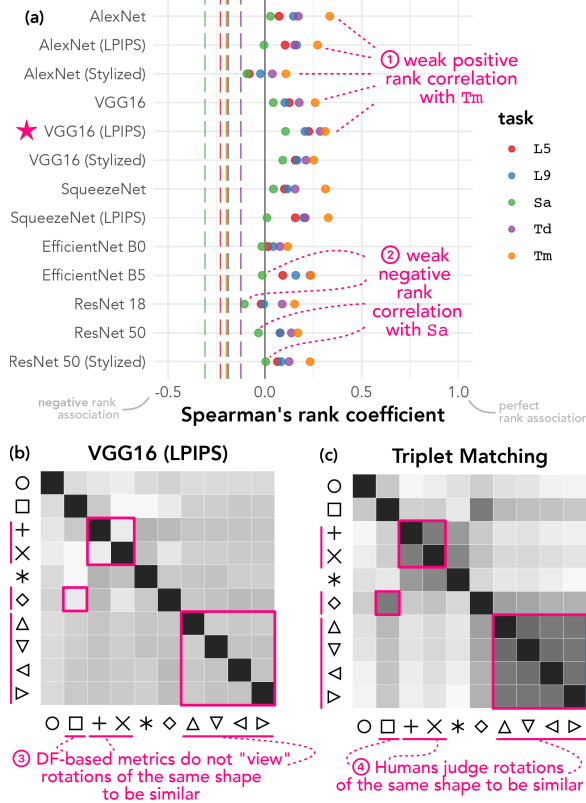 (a)
AlexNet
AlexNet (LPIPS)
AlexNet (Stylized)
VGG16
★ VGG16 (LPIPS)
VGG16 (Stylized)
SqueezeNet
SqueezeNet (LPIPS)
EfficientNet B0
EfficientNet B5
ResNet 18
ResNet 50
ResNet 50 (Stylized)
① weak positive
rank correlation
with Tm
② weak
negative
rank
correlation
with Sa
task
L5
L9
Sa
Td
Tm
-0.5
0.0
0.5
1.0
negative rank
association
Spearman's rank coefficient
perfect
rank association
(b)
VGG16 (LPIPS)
③ DF-based metrics do not "view"
rotations of the same shape
to be similar
(c)
Triplet Matching
④ Humans judge rotations
of the same shape to be similar